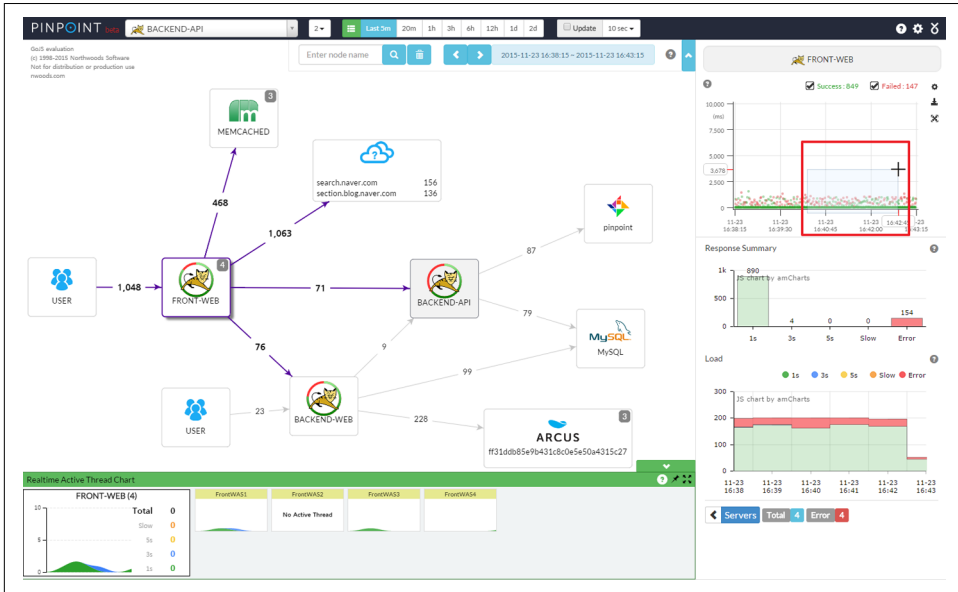 PINPOINT beta BACKEND-API 2 Last 5m 20m 1h 3h 6h 12h 1d 2d Update 10 sec
GoJS evaluation
(c) 1998-2015 Northwoods Software
Not for distribution or production use
nwoods.com
Enter node name 2015-11-23 16:38:15 ~ 2015-11-23 16:43:15
3
MEMCACHED
search.naver.com 156
section.blog.naver.com 136
468
1,063
pinpoint
87
USER
1,048
4
FRONT-WEB
71
BACKEND-API
79
MySQL
MySQL
76
9
99
USER
23
BACKEND-WEB
228
3
ARCUS
ff31ddb85e9b431c8c0e5e50a4315c27
FRONT-WEB
Success : 849 Failed : 147
10,000
(ms)
7,500
5,000
3,678
2,500
0
11-23 11-23 11-23 11-23 -23
16:38:15 16:39:30 16:40:45 16:42:00 16:42:4 :43:15
Response Summary
JS chart by amCharts
1k
500
0
890 4 0 0 154
1s 3s 5s Slow Error
Load
1s 3s 5s Slow Error
JS chart by amCharts
300
200
100
0
11-23 11-23 11-23 11-23 11-23 11-23
16:38 16:39 16:40 16:41 16:42 16:43
Servers Total 4 Error 4
Realtime Active Thread Chart
FRONT-WEB (4)
10
5
0
Total 0
Slow 0
5s 0
3s 0
1s 0
FrontWAS1 FrontWAS2 FrontWAS3 FrontWAS4
No Active Thread